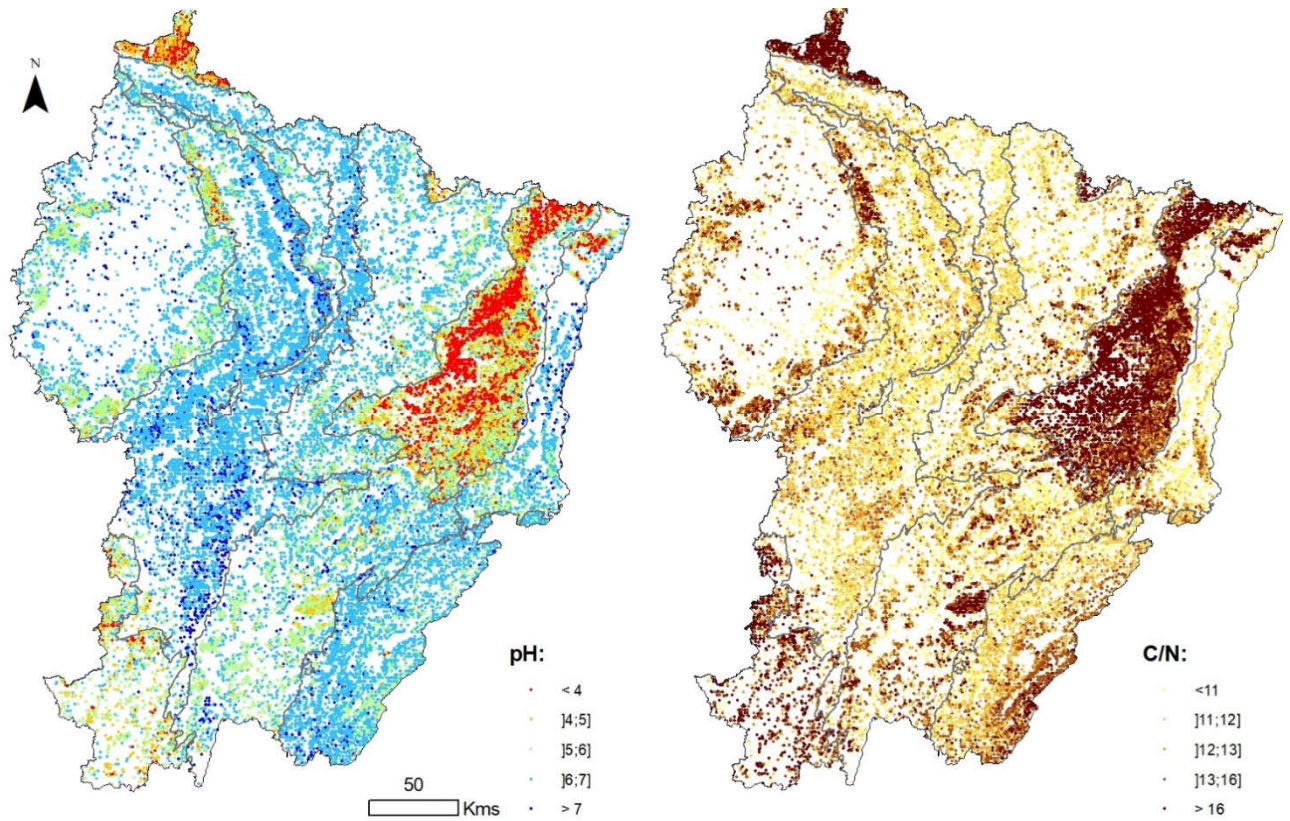 N
pH:
< 4
]4;5]
]5;6]
]6;7]
> 7
50
Kms
C/N:
<11
]11;12]
]12;13]
]13;16]
> 16